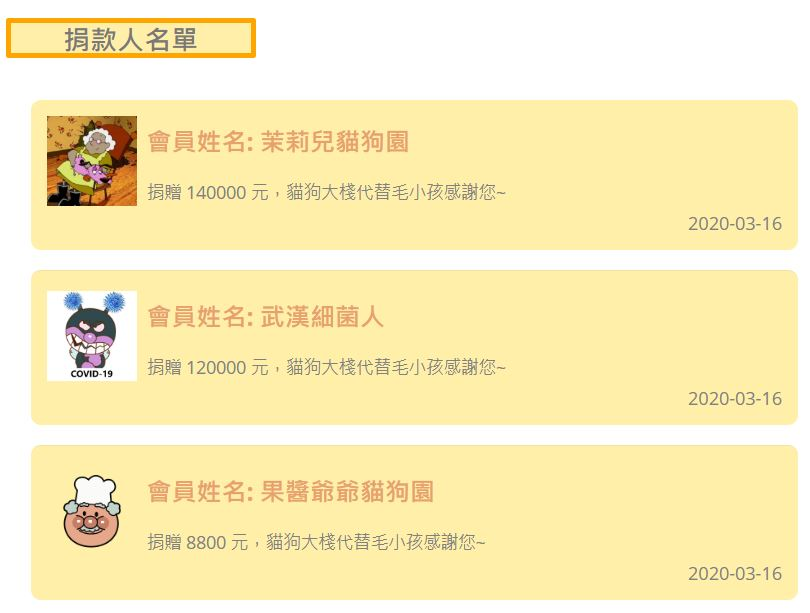 捐款人名單
會員姓名: 茉莉兒貓狗園
捐贈 140000 元，貓狗大棧代替毛小孩感謝您~
2020-03-16
會員姓名: 武漢細菌人
捐贈 120000 元，貓狗大棧代替毛小孩感謝您~
COVID-19
2020-03-16
會員姓名: 果醬爺爺貓狗園
捐贈 8800 元，貓狗大棧代替毛小孩感謝您~
2020-03-16